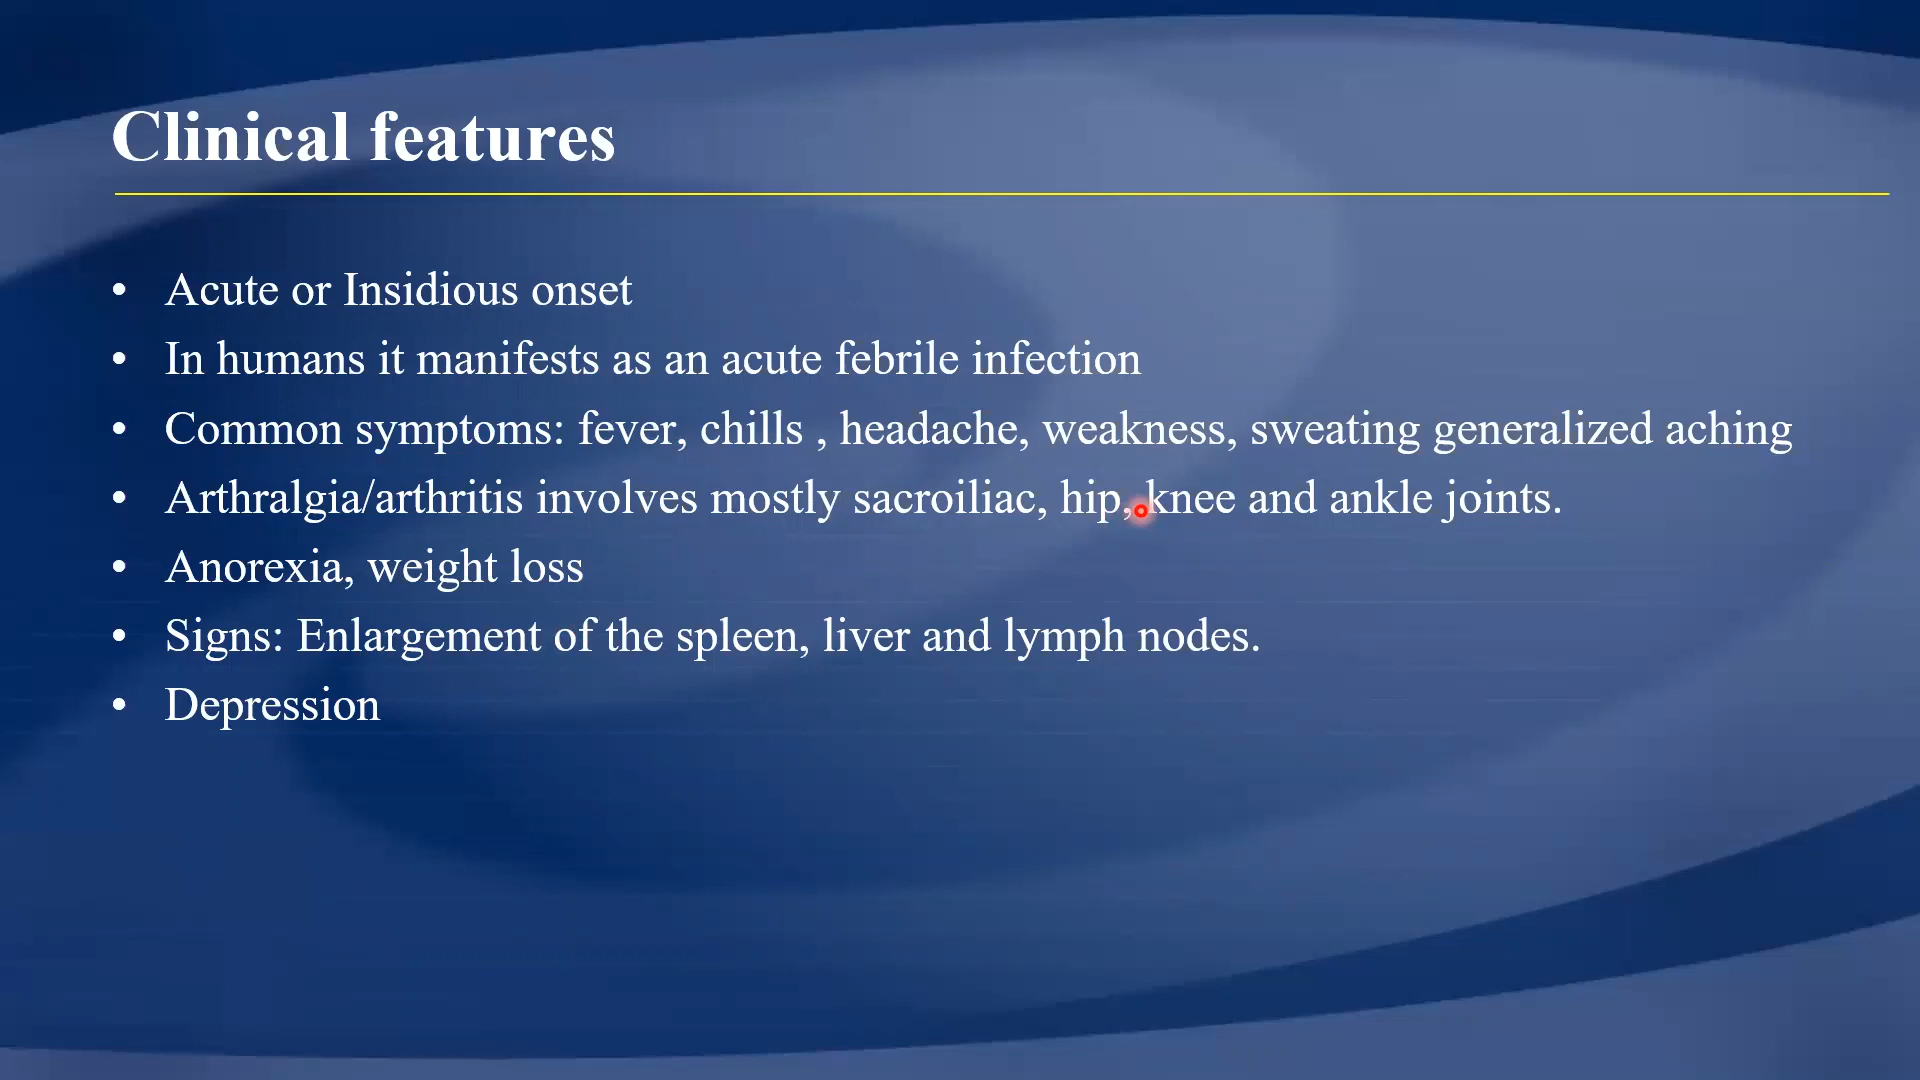 Clinical features
• Acute or Insidious onset
• In humans it manifests as an acute febrile infection
• Common symptoms: fever, chills , headache, weakness, sweating generalized aching
• Arthralgia/arthritis involves mostly sacroiliac, hip, knee and ankle joints.
• Anorexia, weight loss
• Signs: Enlargement of the spleen, liver and lymph nodes.
• Depression